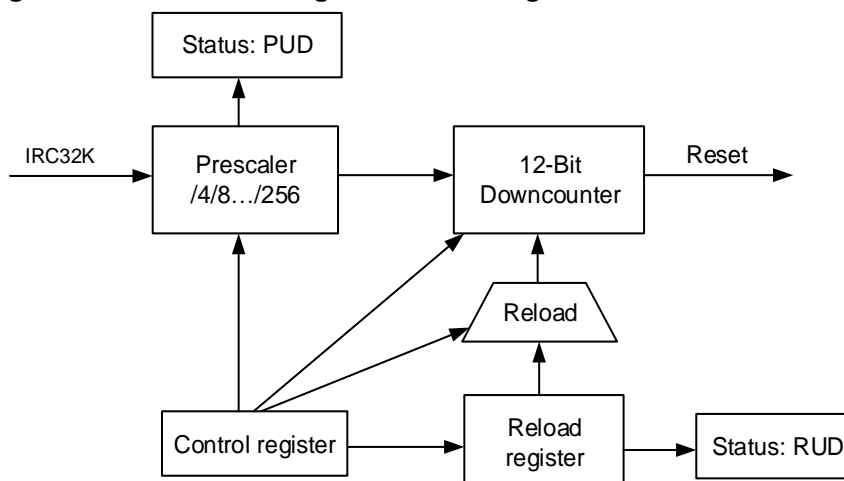 Status: PUD
IRC32K
Prescaler
/4/8…/256
12-Bit
Downcounter
Reset
Reload
Control register
Reload
register
Status: RUD